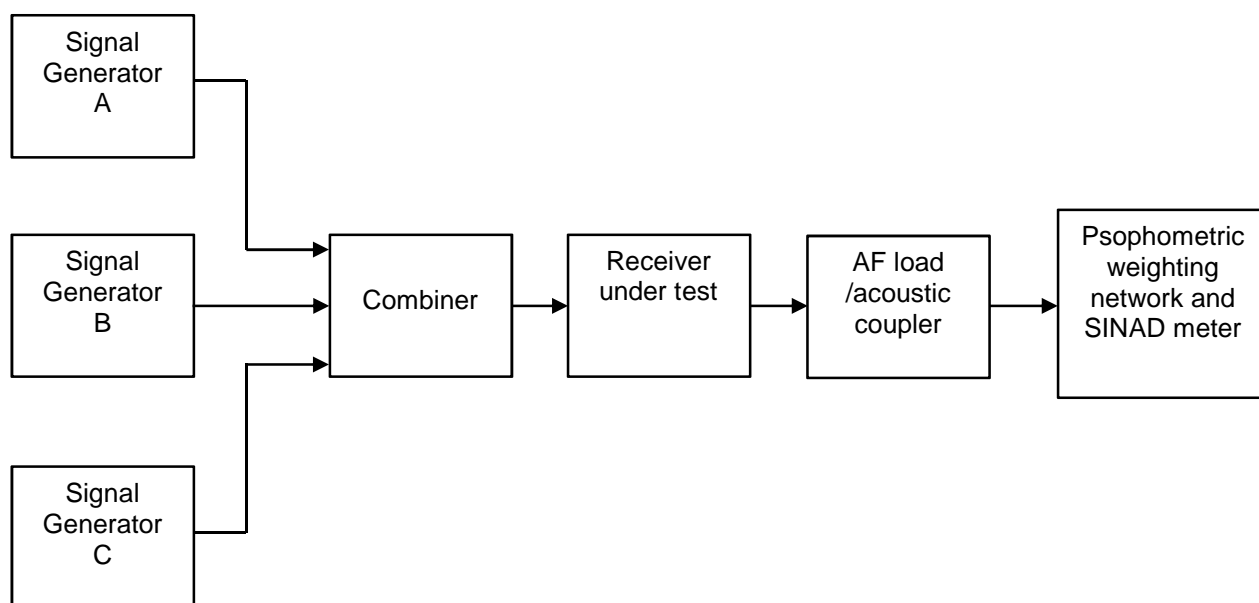 Signal
Generator
A
Signal
Generator
B
Combiner
Receiver
under test
AF load
/acoustic
coupler
Psophometric
weighting
network and
SINAD meter
Signal
Generator
C